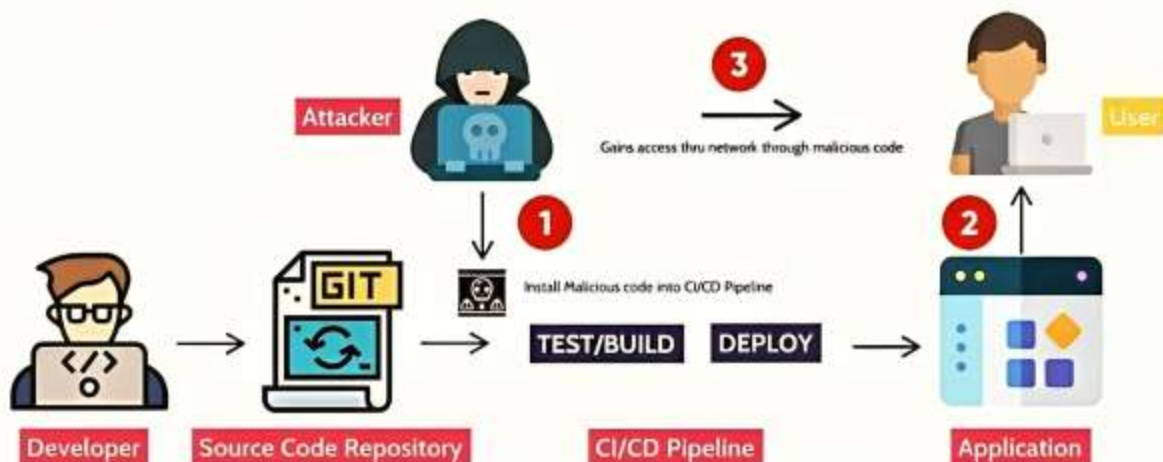 3
Attacker
User
Gains access thru network through malicious code
1
2
GIT
Install Malicious code into CI/CD Pipeline
TEST/BUILD
DEPLOY
</>
Developer
Source Code Repository
CI/CD Pipeline
Application